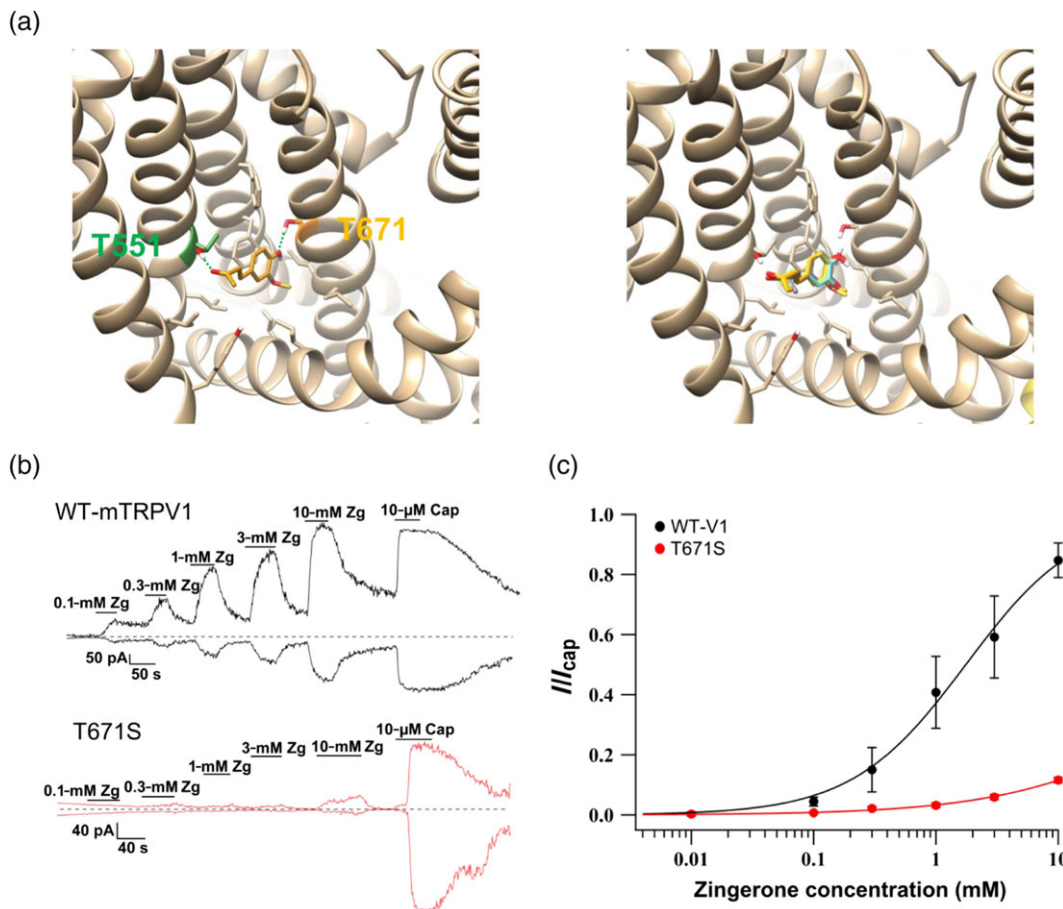 (a)
T551
T671
(b)
WT-mTRPV1
0.1-mM Zg
0.3-mM Zg
1-mM Zg
3-mM Zg
10-mM Zg
10-µM Cap
50 pA
50 s
T671S
0.1-mM Zg
0.3-mM Zg
1-mM Zg
3-mM Zg
10-mM Zg
10-µM Cap
40 pA
40 s
(c)
WT-V1
T671S
1.0
0.8
0.6
0.4
0.2
0.0
I/Icap
0.01
0.1
1
10
Zingerone concentration (mM)